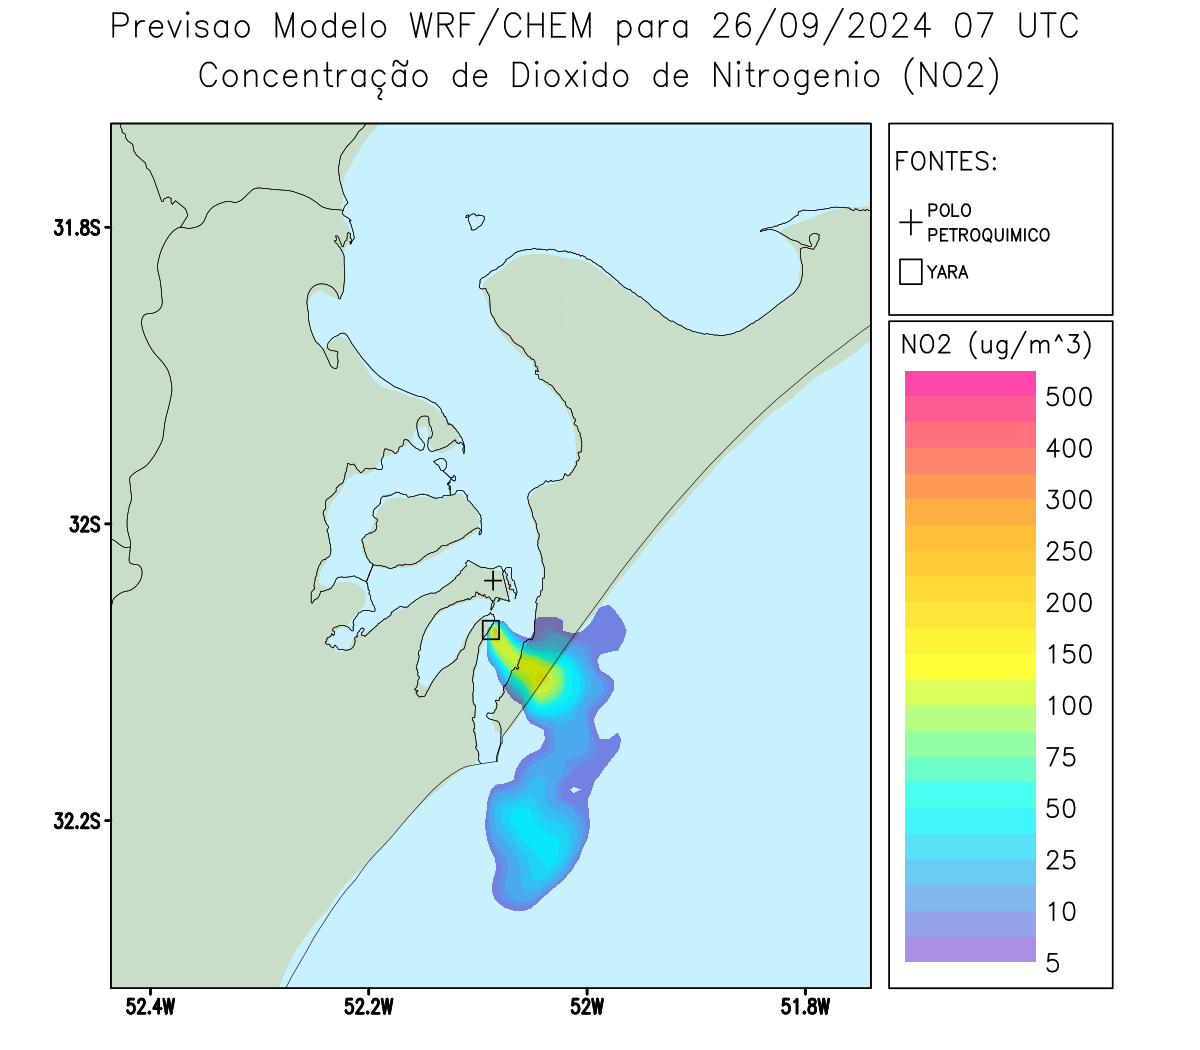 Previsao Modelo WRF/CHEM para 26/09/2024 07 UTC
Concentração de Dioxido de Nitrogenio (NO2)
FONTES:
POLO
PETROQUIMICO
YARA
NO2 (ug/m^3)
500
400
300
250
200
150
100
75
50
25
10
5
31.8S
32S
32.2S
52.4W
52.2W
52W
51.8W